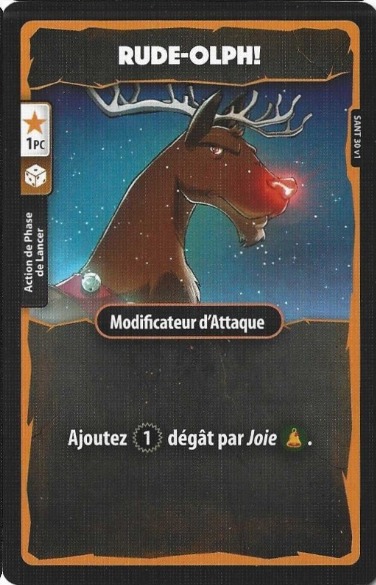 RUDE-OLPH!
1PC
SANT 30 v1
Action de Phase
de Lancer
Modificateur d'Attaque
Ajoutez 1 dégât par Joie .